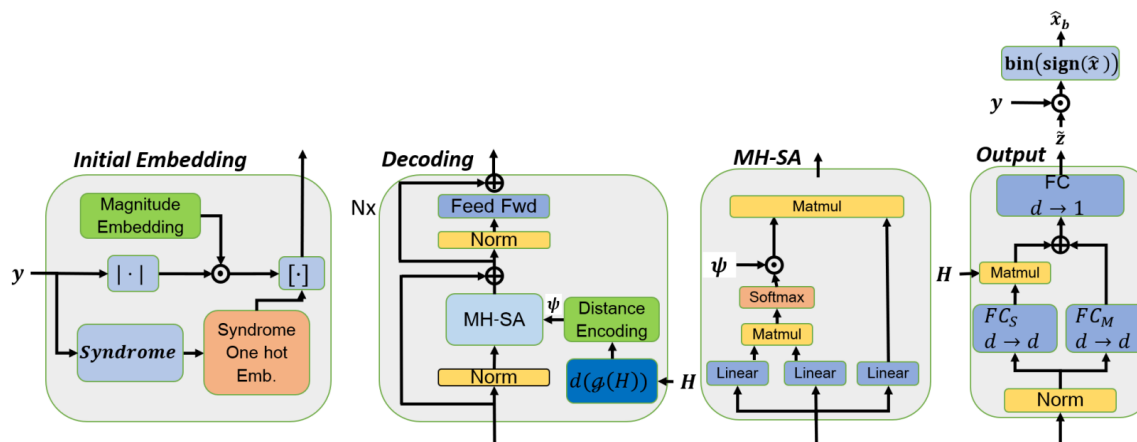 Initial Embedding
Magnitude
Embedding
y
|·|
⊙
[·]
Syndrome
Syndrome
One hot
Emb.
Decoding
Nx
⊕
Feed Fwd
Norm
⊕
MH-SA
ψ
Distance
Encoding
Norm
d(𝓰(H))
H
MH-SA
Matmul
ψ
⊙
Softmax
Matmul
Linear
Linear
Linear
x̂_b
bin(sign(x̂))
y
⊙
z̃
Output
FC
d → 1
⊕
H
Matmul
FC_S
d → d
FC_M
d → d
Norm